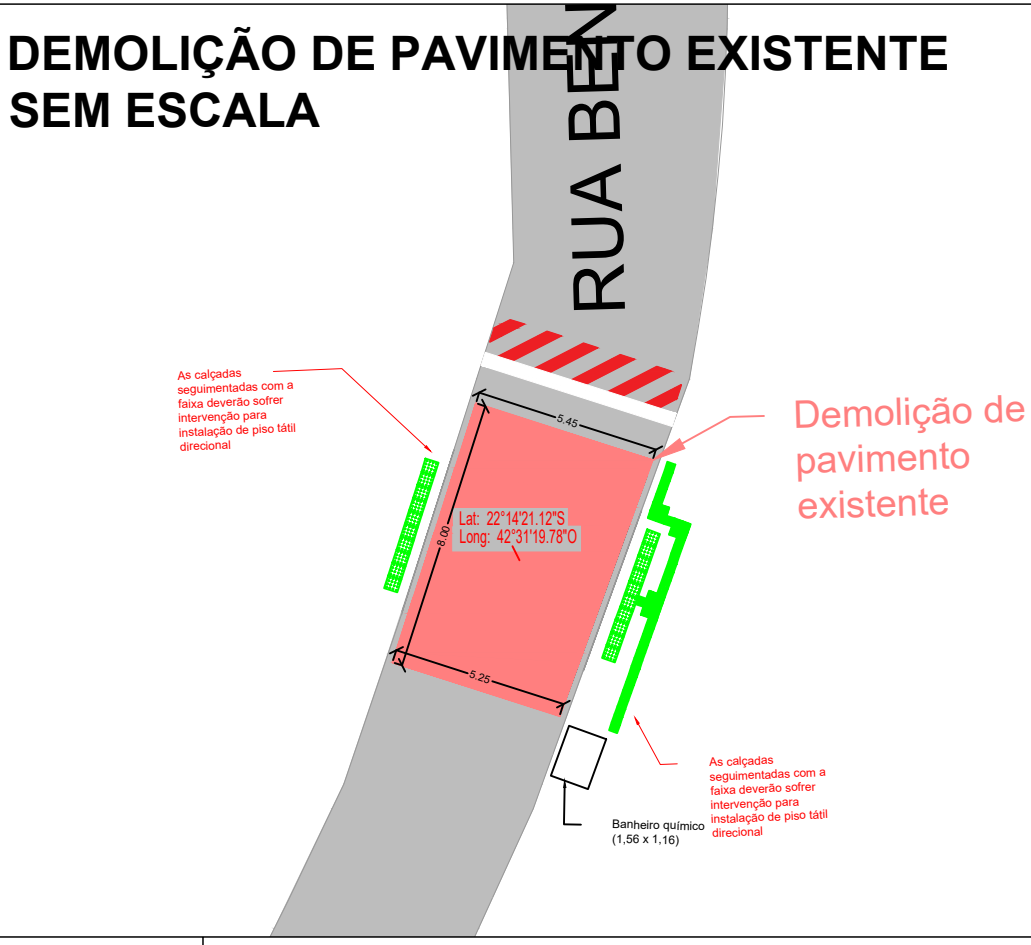 DEMOLIÇÃO DE PAVIMENTO EXISTENTE
SEM ESCALA
RUA BEN
As calçadas
seguimentadas com a
faixa deverão sofrer
intervenção para
instalação de piso tátil
direcional
5.45
Demolição de
pavimento
existente
8.00
Lat: 22°14'21.12"S
Long: 42°31'19.78"O
5.25
As calçadas
seguimentadas com a
faixa deverão sofrer
intervenção para
instalação de piso tátil
direcional
Banheiro químico
(1,56 x 1,16)